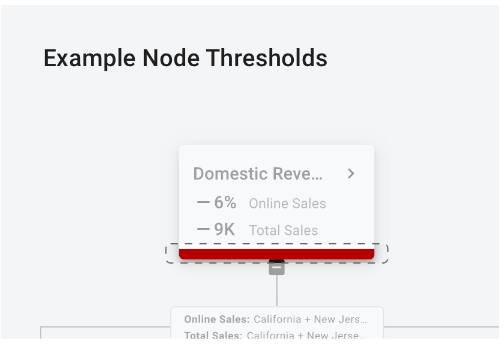 Example Node Thresholds
Domestic Reve...
— 6% Online Sales
— 9K Total Sales
Online Sales: California + New Jers...
Total Sales: California + New Jerse...